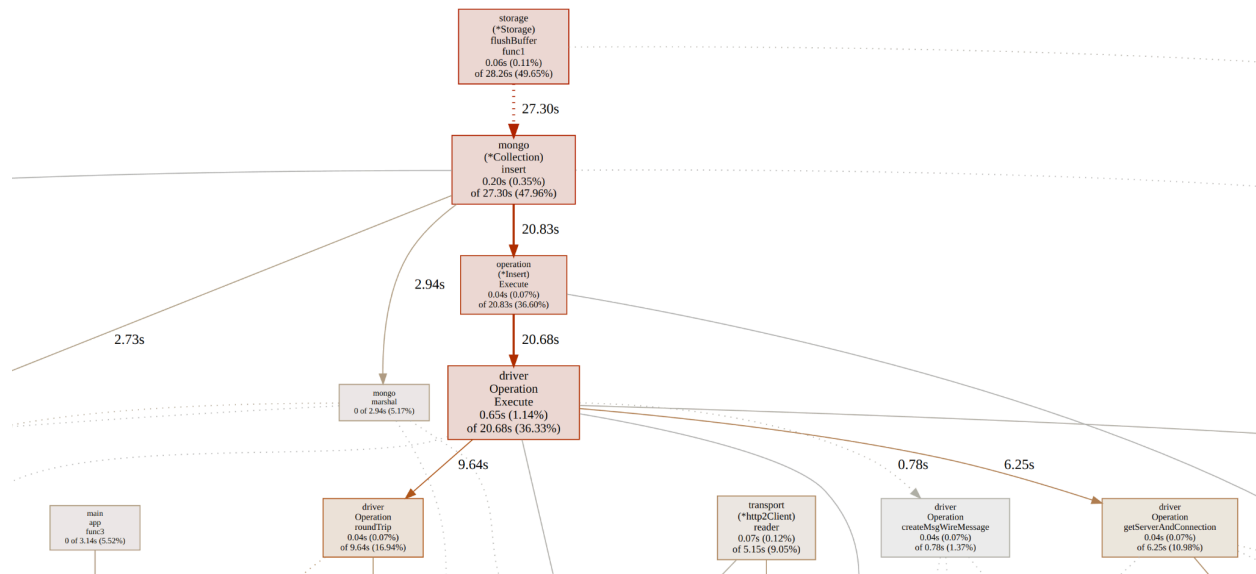 storage
(*Storage)
flushBuffer
func1
0.06s (0.11%)
of 28.26s (49.65%)
27.30s
mongo
(*Collection)
insert
0.20s (0.35%)
of 27.30s (47.96%)
20.83s
operation
(*Insert)
Execute
0.04s (0.07%)
of 20.83s (36.60%)
2.94s
2.73s
20.68s
driver
Operation
Execute
0.65s (1.14%)
of 20.68s (36.33%)
mongo
marshal
0 of 2.94s (5.17%)
9.64s
0.78s
6.25s
main
app
func3
0 of 3.14s (5.52%)
driver
Operation
roundTrip
0.04s (0.07%)
of 9.64s (16.94%)
transport
(*http2Client)
reader
0.07s (0.12%)
of 5.15s (9.05%)
driver
Operation
createMsgWireMessage
0.04s (0.07%)
of 0.78s (1.37%)
driver
Operation
getServerAndConnection
0.04s (0.07%)
of 6.25s (10.98%)